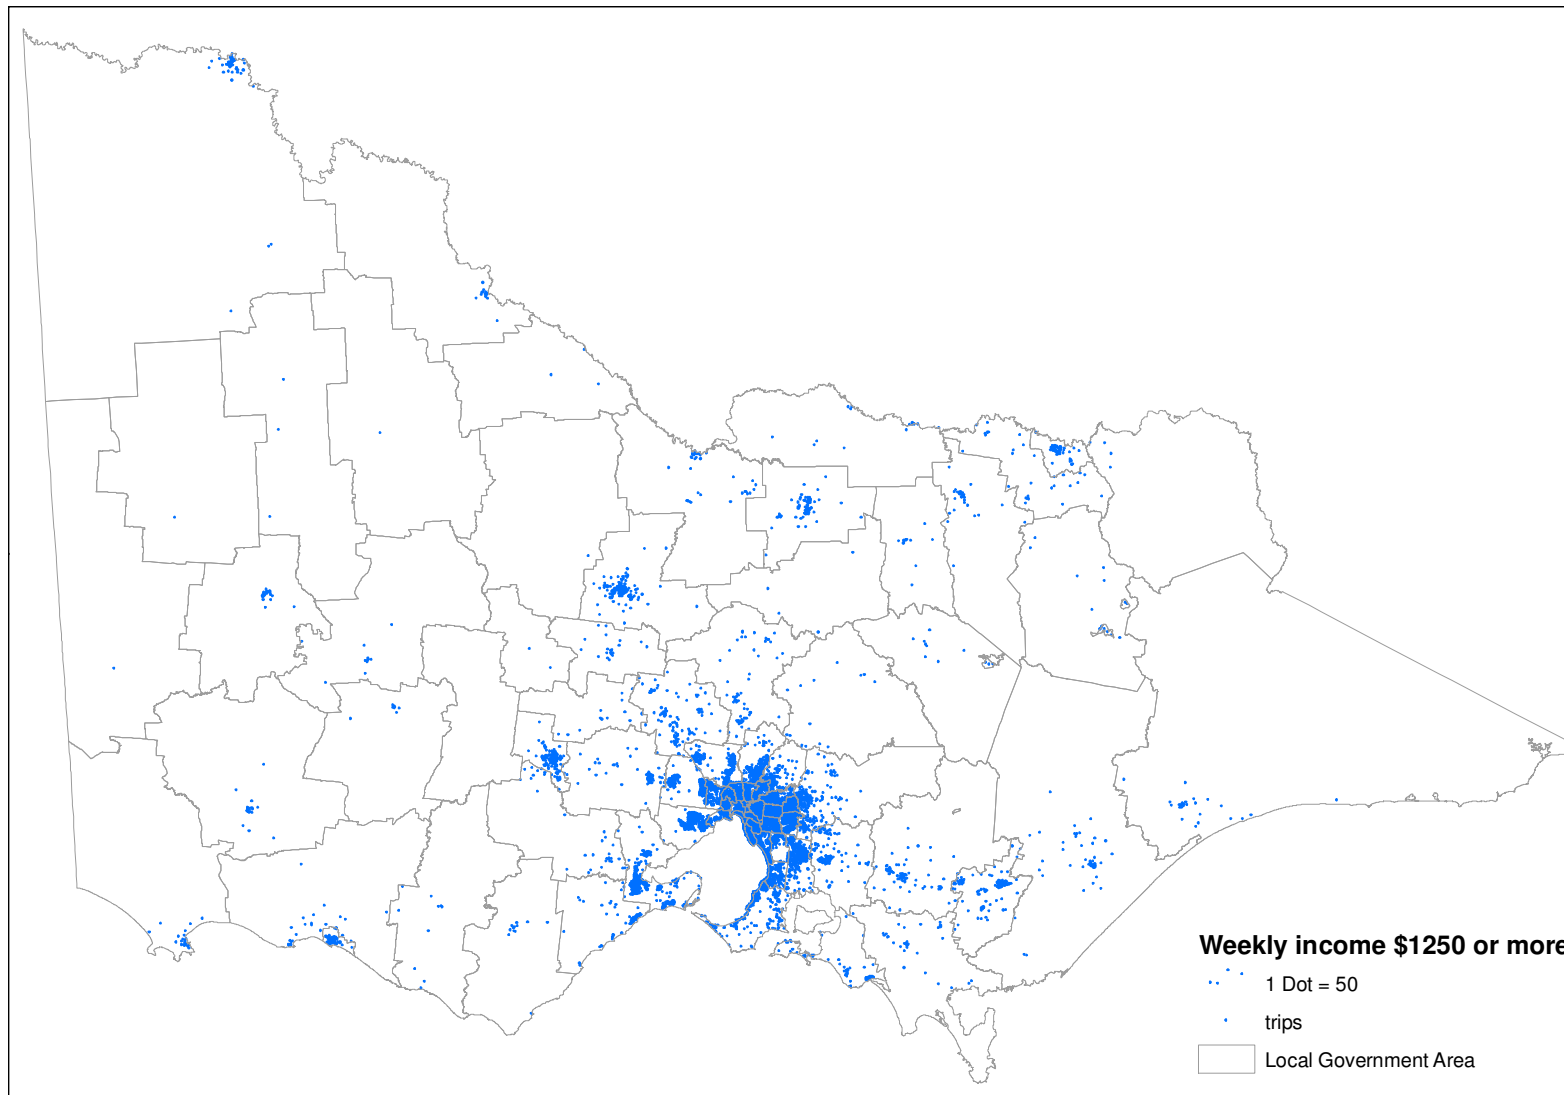 Weekly income $1250 or more
1 Dot = 50
trips
Local Government Area